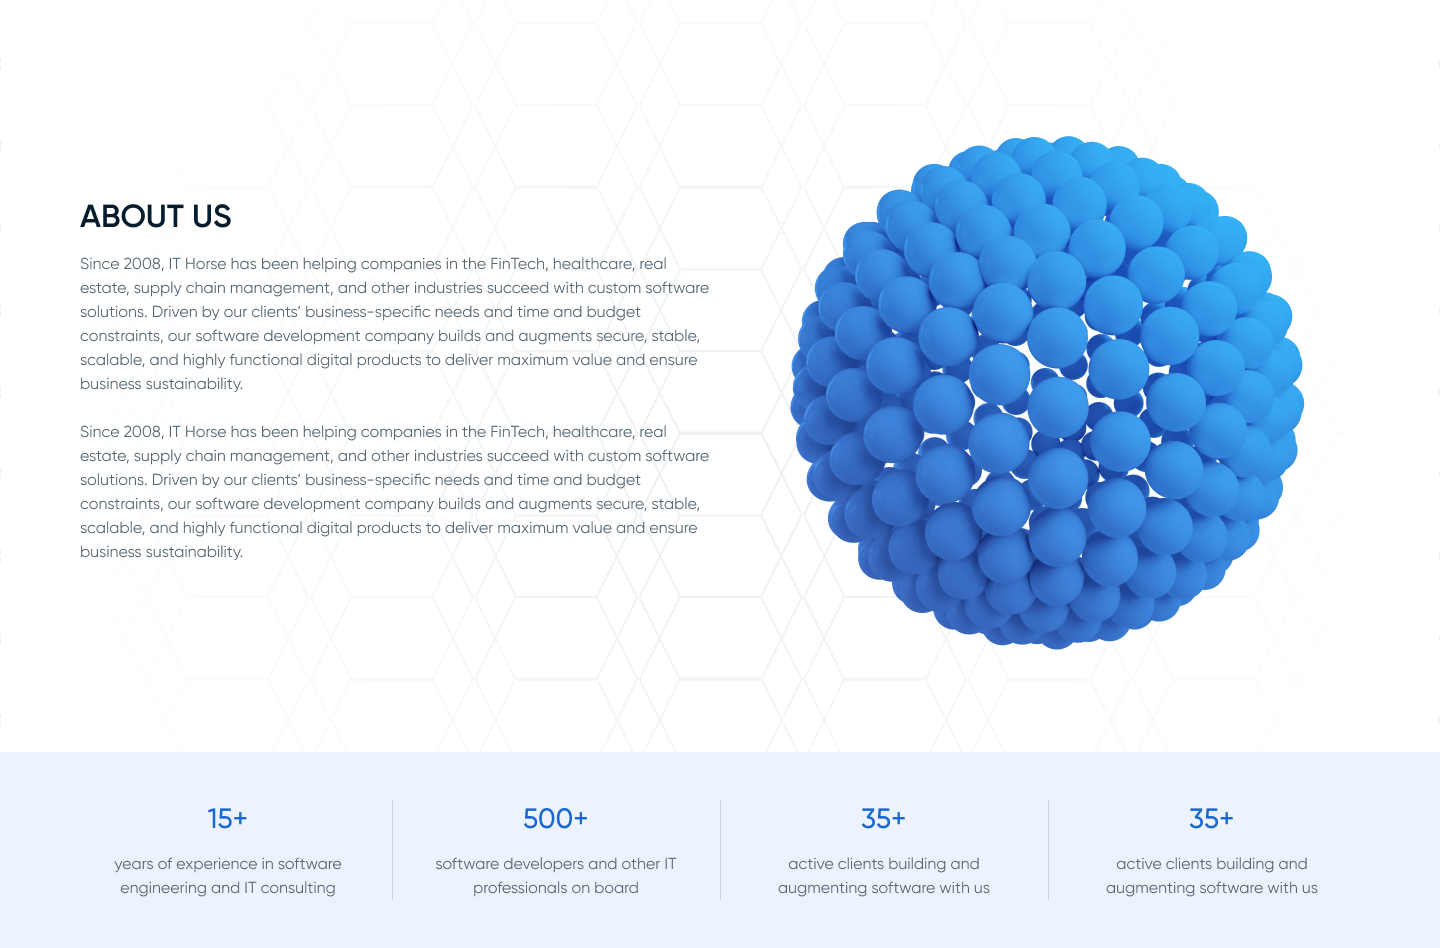 ABOUT US
Since 2008, IT Horse has been helping companies in the FinTech, healthcare, real
estate, supply chain management, and other industries succeed with custom software
solutions. Driven by our clients’ business-specific needs and time and budget
constraints, our software development company builds and augments secure, stable,
scalable, and highly functional digital products to deliver maximum value and ensure
business sustainability.
Since 2008, IT Horse has been helping companies in the FinTech, healthcare, real
estate, supply chain management, and other industries succeed with custom software
solutions. Driven by our clients’ business-specific needs and time and budget
constraints, our software development company builds and augments secure, stable,
scalable, and highly functional digital products to deliver maximum value and ensure
business sustainability.
15+
years of experience in software
engineering and IT consulting
500+
software developers and other IT
professionals on board
35+
active clients building and
augmenting software with us
35+
active clients building and
augmenting software with us